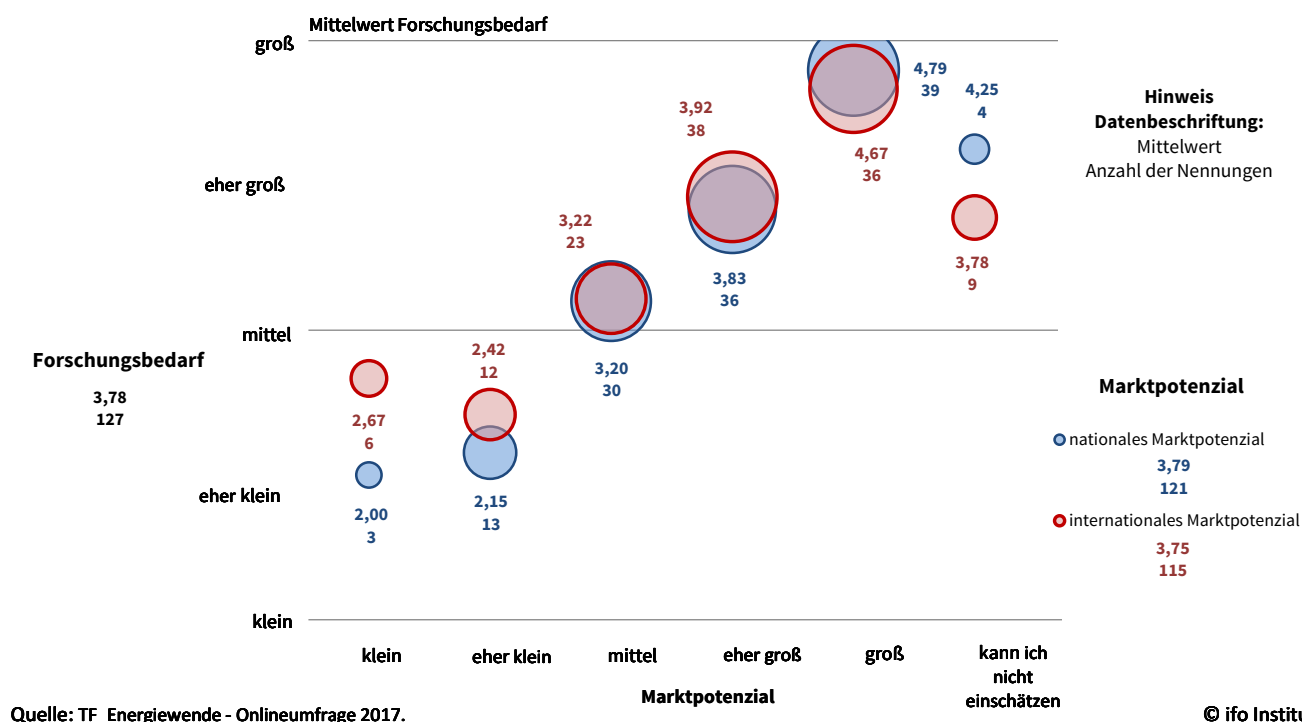 Mittelwert Forschungsbedarf
groß
eher groß
mittel
eher klein
klein
Forschungsbedarf
3,78
127
2,67
6
2,00
3
2,42
12
2,15
13
3,22
23
3,20
30
3,92
38
3,83
36
4,79
39
4,67
36
4,25
4
3,78
9
Hinweis
Datenbeschriftung:
Mittelwert
Anzahl der Nennungen
Marktpotenzial
nationales Marktpotenzial
3,79
121
internationales Marktpotenzial
3,75
115
klein
eher klein
mittel
eher groß
groß
kann ich
nicht
einschätzen
Marktpotenzial
Quelle: TF_Energiewende - Onlineumfrage 2017.
© ifo